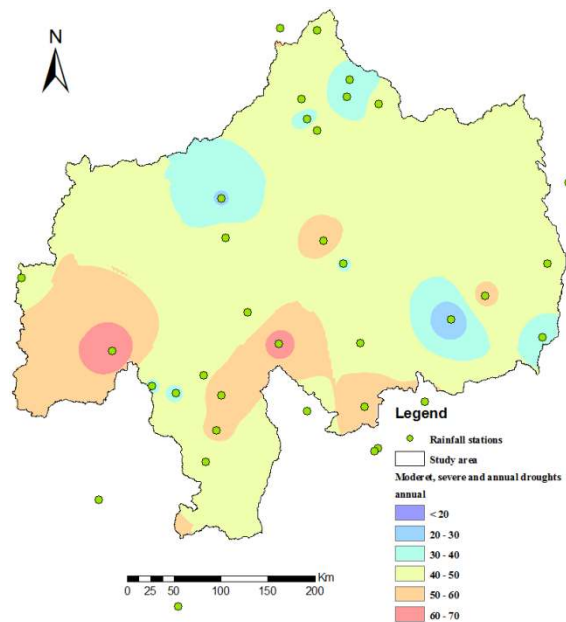 N
Legend
Rainfall stations
Study area
Moderet, severe and annual droughts
annual
< 20
20 - 30
30 - 40
40 - 50
50 - 60
60 - 70
Km
0 25 50 100 150 200